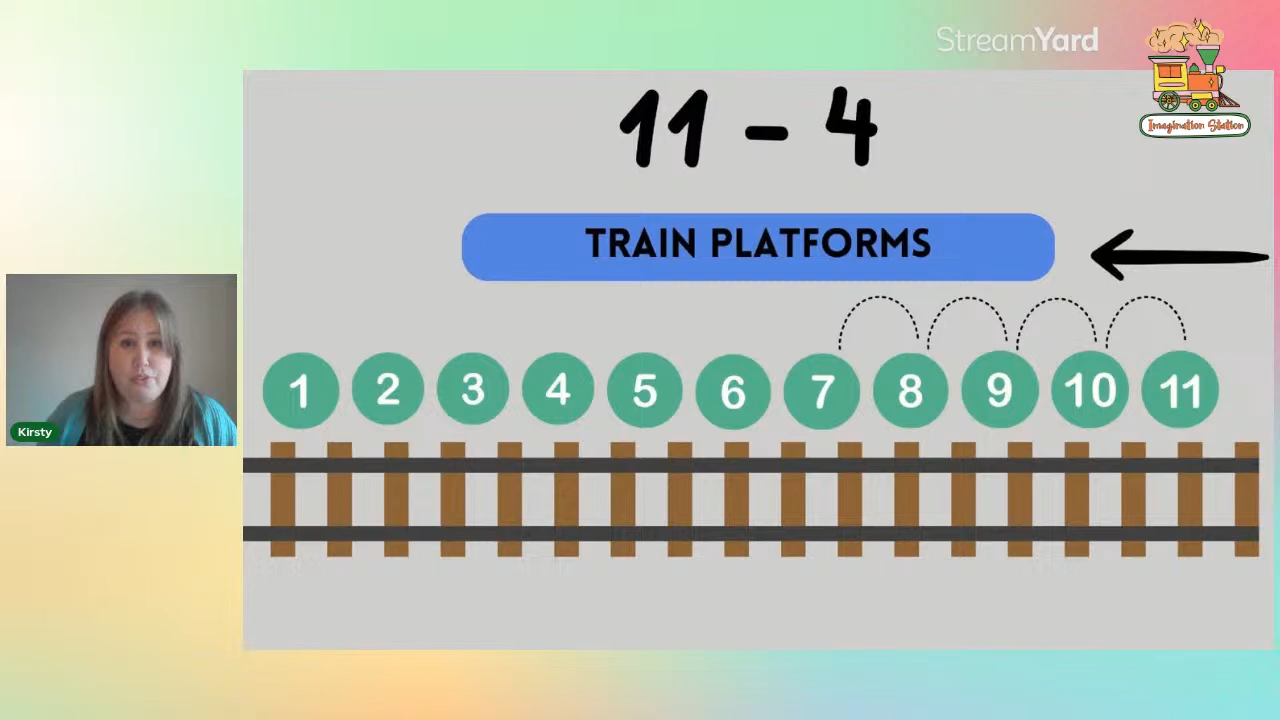 StreamYard
Imagination Station
11 - 4
TRAIN PLATFORMS
1 2 3 4 5 6 7 8 9 10 11
Kirsty